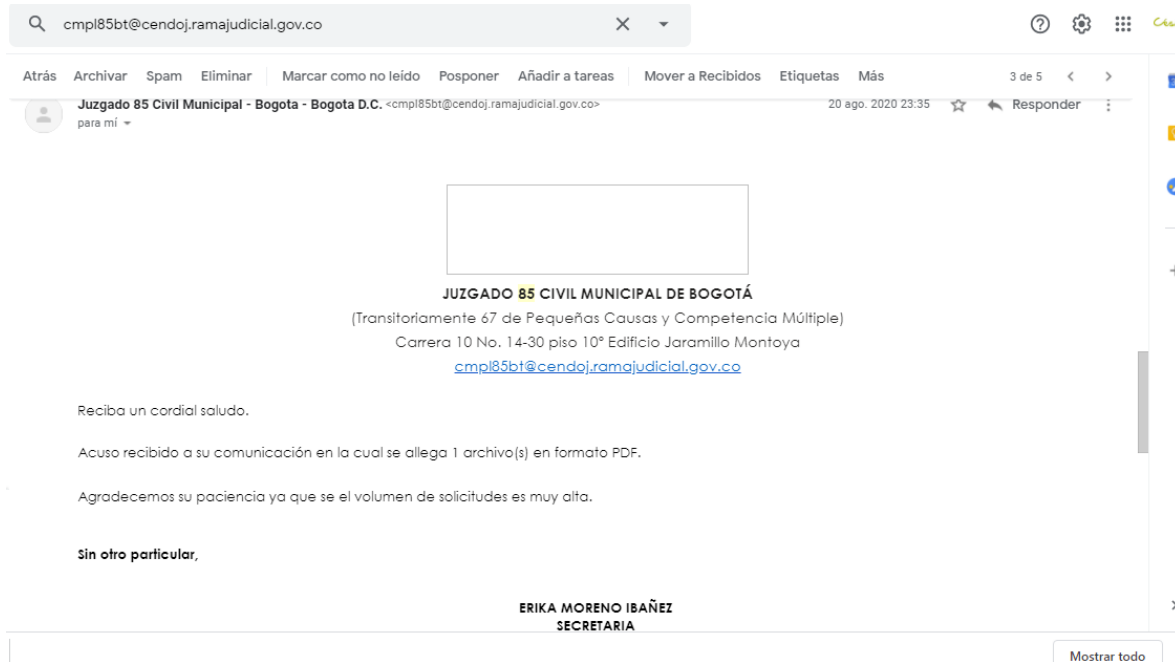 cmpl85bt@cendoj.ramajudicial.gov.co
Atrás Archivar Spam Eliminar Marcar como no leído Posponer Añadir a tareas Mover a Recibidos Etiquetas Más 3 de 5
Juzgado 85 Civil Municipal - Bogota - Bogota D.C. <cmpl85bt@cendoj.ramajudicial.gov.co> 20 ago. 2020 23:35 Responder
para mí
JUZGADO 85 CIVIL MUNICIPAL DE BOGOTÁ
(Transitoriamente 67 de Pequeñas Causas y Competencia Múltiple)
Carrera 10 No. 14-30 piso 10° Edificio Jaramillo Montoya
cmpl85bt@cendoj.ramajudicial.gov.co
Reciba un cordial saludo.
Acuso recibido a su comunicación en la cual se allega 1 archivo(s) en formato PDF.
Agradecemos su paciencia ya que se el volumen de solicitudes es muy alta.
Sin otro particular,
ERIKA MORENO IBAÑEZ
SECRETARIA
Mostrar todo